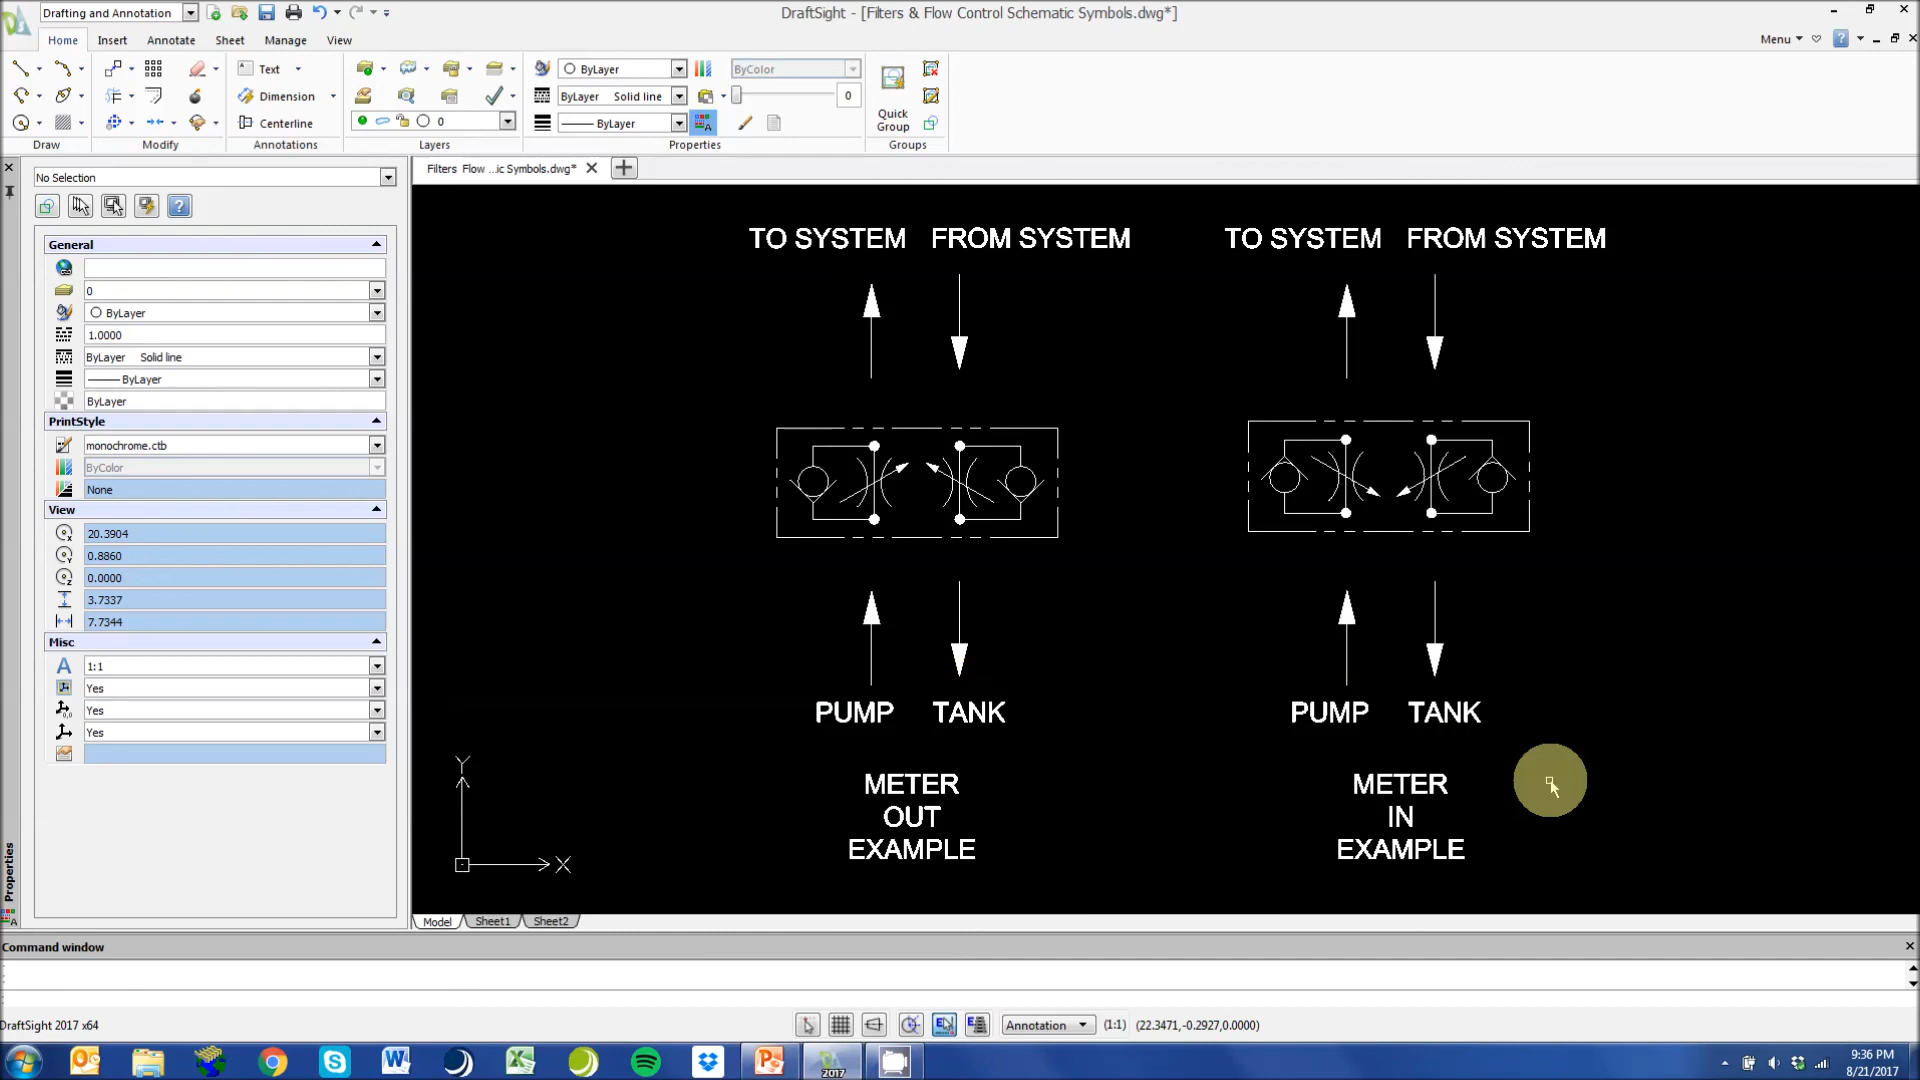 Drafting and Annotation
DraftSight - [Filters & Flow Control Schematic Symbols.dwg*]
Home Insert Annotate Sheet Manage View
Menu
Text
Dimension
Centerline
0
ByLayer
ByLayer Solid line
ByLayer
ByColor
0
Quick
Group
Draw Modify Annotations Layers Properties Groups
No Selection
Filters Flow ...ic Symbols.dwg*
General
0
ByLayer
1.0000
ByLayer Solid line
ByLayer
ByLayer
PrintStyle
monochrome.ctb
ByColor
None
View
20.3904
0.8860
0.0000
3.7337
7.7344
Misc
1:1
Yes
Yes
Yes
Properties
TO SYSTEM FROM SYSTEM TO SYSTEM FROM SYSTEM
PUMP TANK PUMP TANK
METER
OUT
EXAMPLE
METER
IN
EXAMPLE
Y
X
Model Sheet1 Sheet2
Command window
DraftSight 2017 x64
Annotation (1:1) (22.3471,-0.2927,0.0000)
2017
9:36 PM
8/21/2017